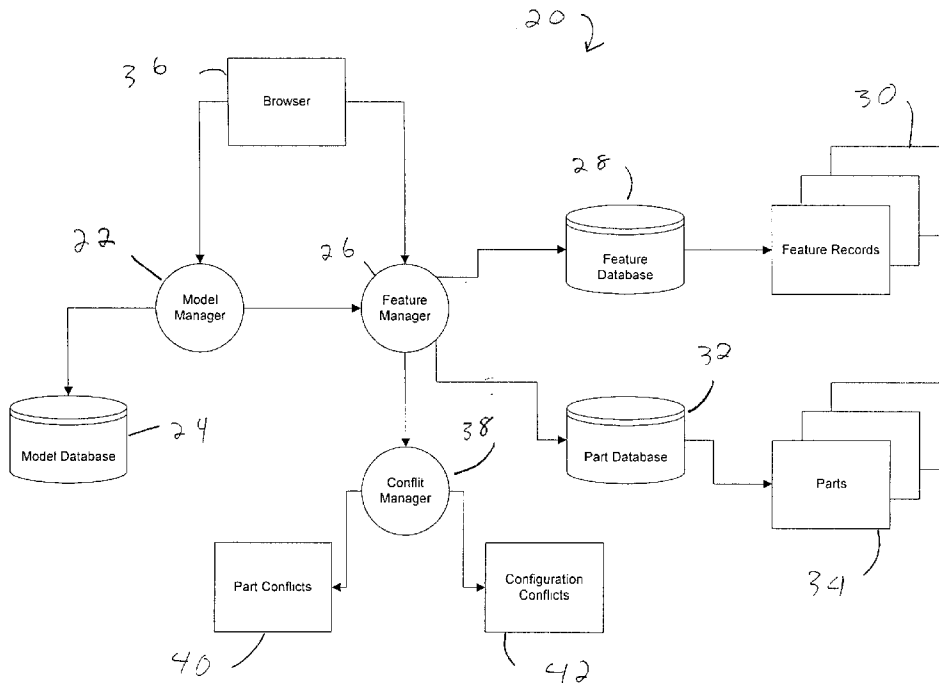 20
36
Browser
30
28
22
26
Feature
Database
Feature Records
Model
Manager
Feature
Manager
32
24
Model Database
38
Part Database
Parts
Conflit
Manager
34
Part Conflicts
Configuration
Conflicts
40
42